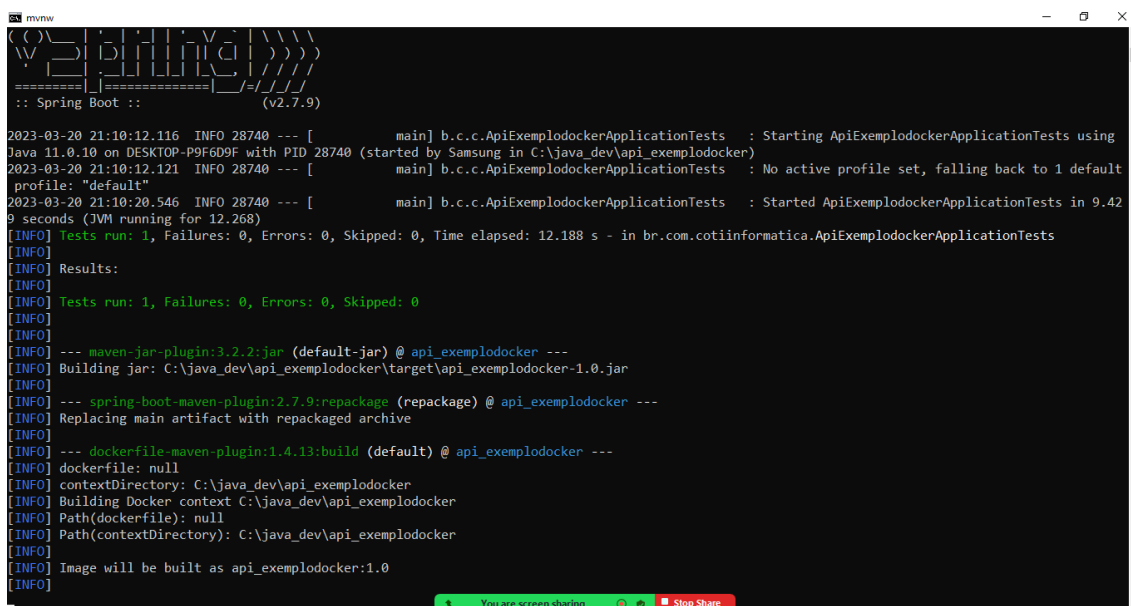 mvnw
( ( )\___ | '_ | '_| | '_ \/ _` | \ \ \ \
\\/  ___)| |_)| | | | | || (_| |  ) ) ) )
'  |____| .__|_| |_|_| |_\__, | / / / /
=========|_|==============|___/=/_/_/_/
:: Spring Boot ::                (v2.7.9)
2023-03-20 21:10:12.116  INFO 28740 --- [           main] b.c.c.ApiExemplodockerApplicationTests   : Starting ApiExemplodockerApplicationTests using
Java 11.0.10 on DESKTOP-P9F6D9F with PID 28740 (started by Samsung in C:\java_dev\api_exemplodocker)
2023-03-20 21:10:12.121  INFO 28740 --- [           main] b.c.c.ApiExemplodockerApplicationTests   : No active profile set, falling back to 1 default
profile: "default"
2023-03-20 21:10:20.546  INFO 28740 --- [           main] b.c.c.ApiExemplodockerApplicationTests   : Started ApiExemplodockerApplicationTests in 9.42
9 seconds (JVM running for 12.268)
[INFO] Tests run: 1, Failures: 0, Errors: 0, Skipped: 0, Time elapsed: 12.188 s - in br.com.cotiinformatica.ApiExemplodockerApplicationTests
[INFO]
[INFO] Results:
[INFO]
[INFO] Tests run: 1, Failures: 0, Errors: 0, Skipped: 0
[INFO]
[INFO]
[INFO] --- maven-jar-plugin:3.2.2:jar (default-jar) @ api_exemplodocker ---
[INFO] Building jar: C:\java_dev\api_exemplodocker\target\api_exemplodocker-1.0.jar
[INFO]
[INFO] --- spring-boot-maven-plugin:2.7.9:repackage (repackage) @ api_exemplodocker ---
[INFO] Replacing main artifact with repackaged archive
[INFO]
[INFO] --- dockerfile-maven-plugin:1.4.13:build (default) @ api_exemplodocker ---
[INFO] dockerfile: null
[INFO] contextDirectory: C:\java_dev\api_exemplodocker
[INFO] Building Docker context C:\java_dev\api_exemplodocker
[INFO] Path(dockerfile): null
[INFO] Path(contextDirectory): C:\java_dev\api_exemplodocker
[INFO]
[INFO] Image will be built as api_exemplodocker:1.0
[INFO]
You are screen sharing
Stop Share